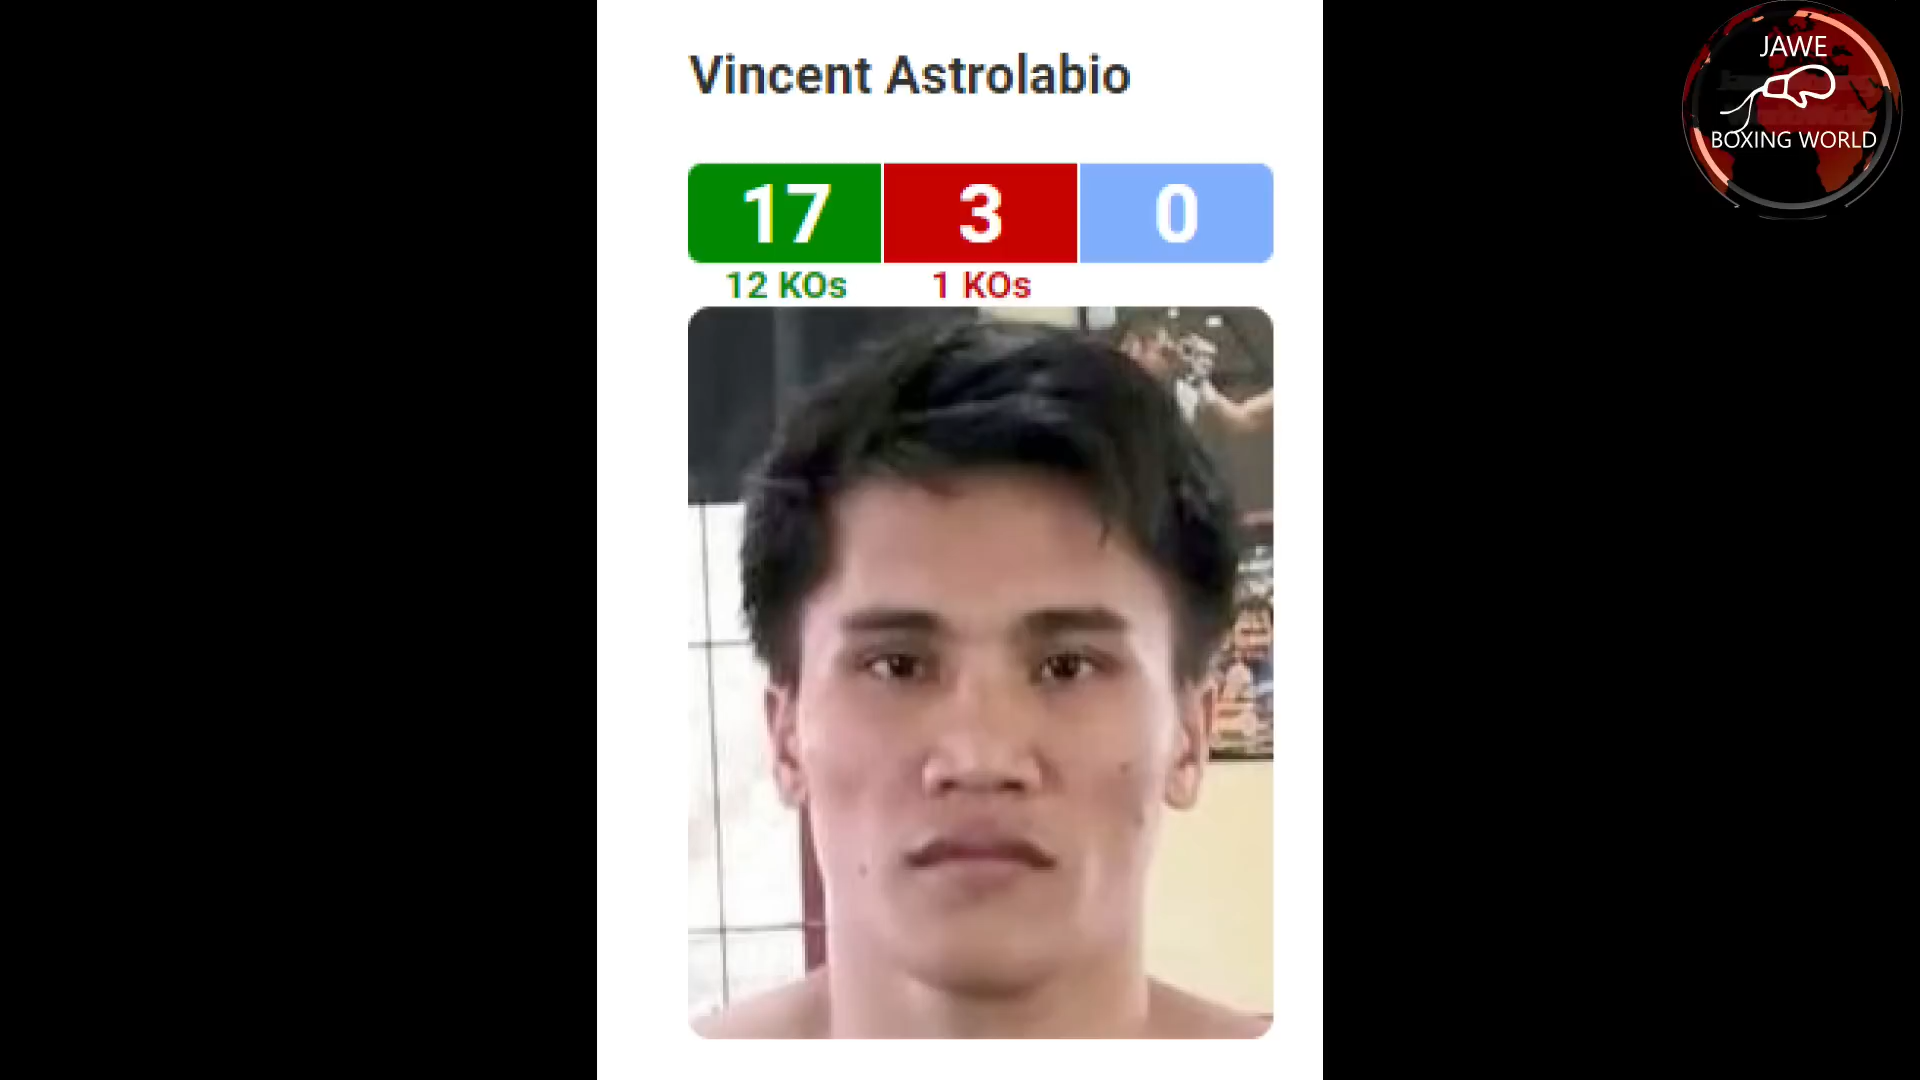 Vincent Astrolabio
17 3 0
12 KOs 1 KOs
JAWE
BOXING WORLD